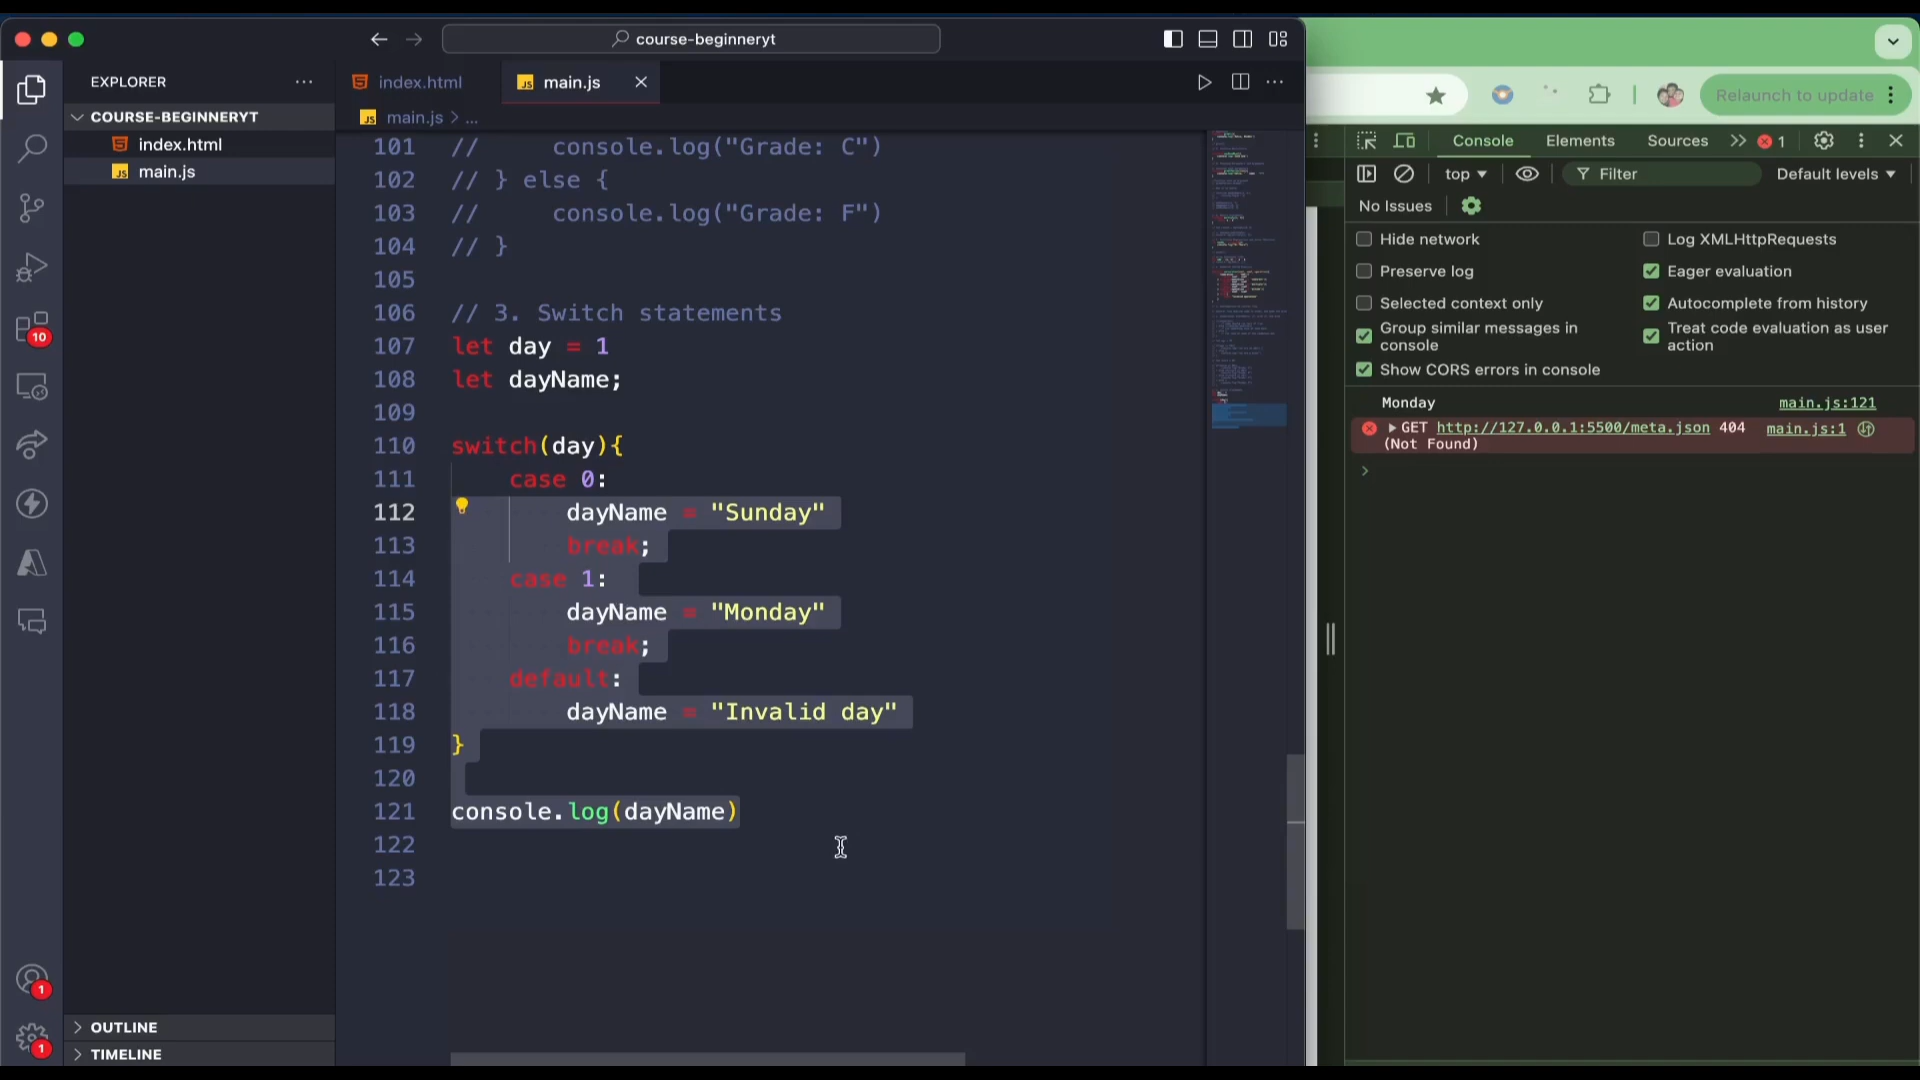 course-beginneryt
EXPLORER
COURSE-BEGINNERYT
index.html
main.js
10
1
1
OUTLINE
TIMELINE
index.html
main.js
main.js > ...
101 //     console.log("Grade: C")
102 // } else {
103 //     console.log("Grade: F")
104 // }
105
106 // 3. Switch statements
107 let day = 1
108 let dayName;
109
110 switch(day){
111     case 0:
112         dayName = "Sunday"
113         break;
114     case 1:
115         dayName = "Monday"
116         break;
117     default:
118         dayName = "Invalid day"
119 }
120
121 console.log(dayName)
122
123
Relaunch to update
Console Elements Sources 1
top Filter Default levels
No Issues
Hide network Log XMLHttpRequests
Preserve log Eager evaluation
Selected context only Autocomplete from history
Group similar messages in console
Treat code evaluation as user action
Show CORS errors in console
Monday main.js:121
GET http://127.0.0.1:5500/meta.json 404 main.js:1
(Not Found)